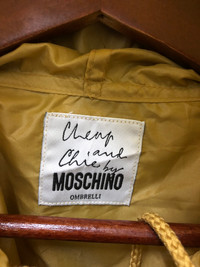 Cheap
and
Chic by
MOSCHINO
OMBRELLI